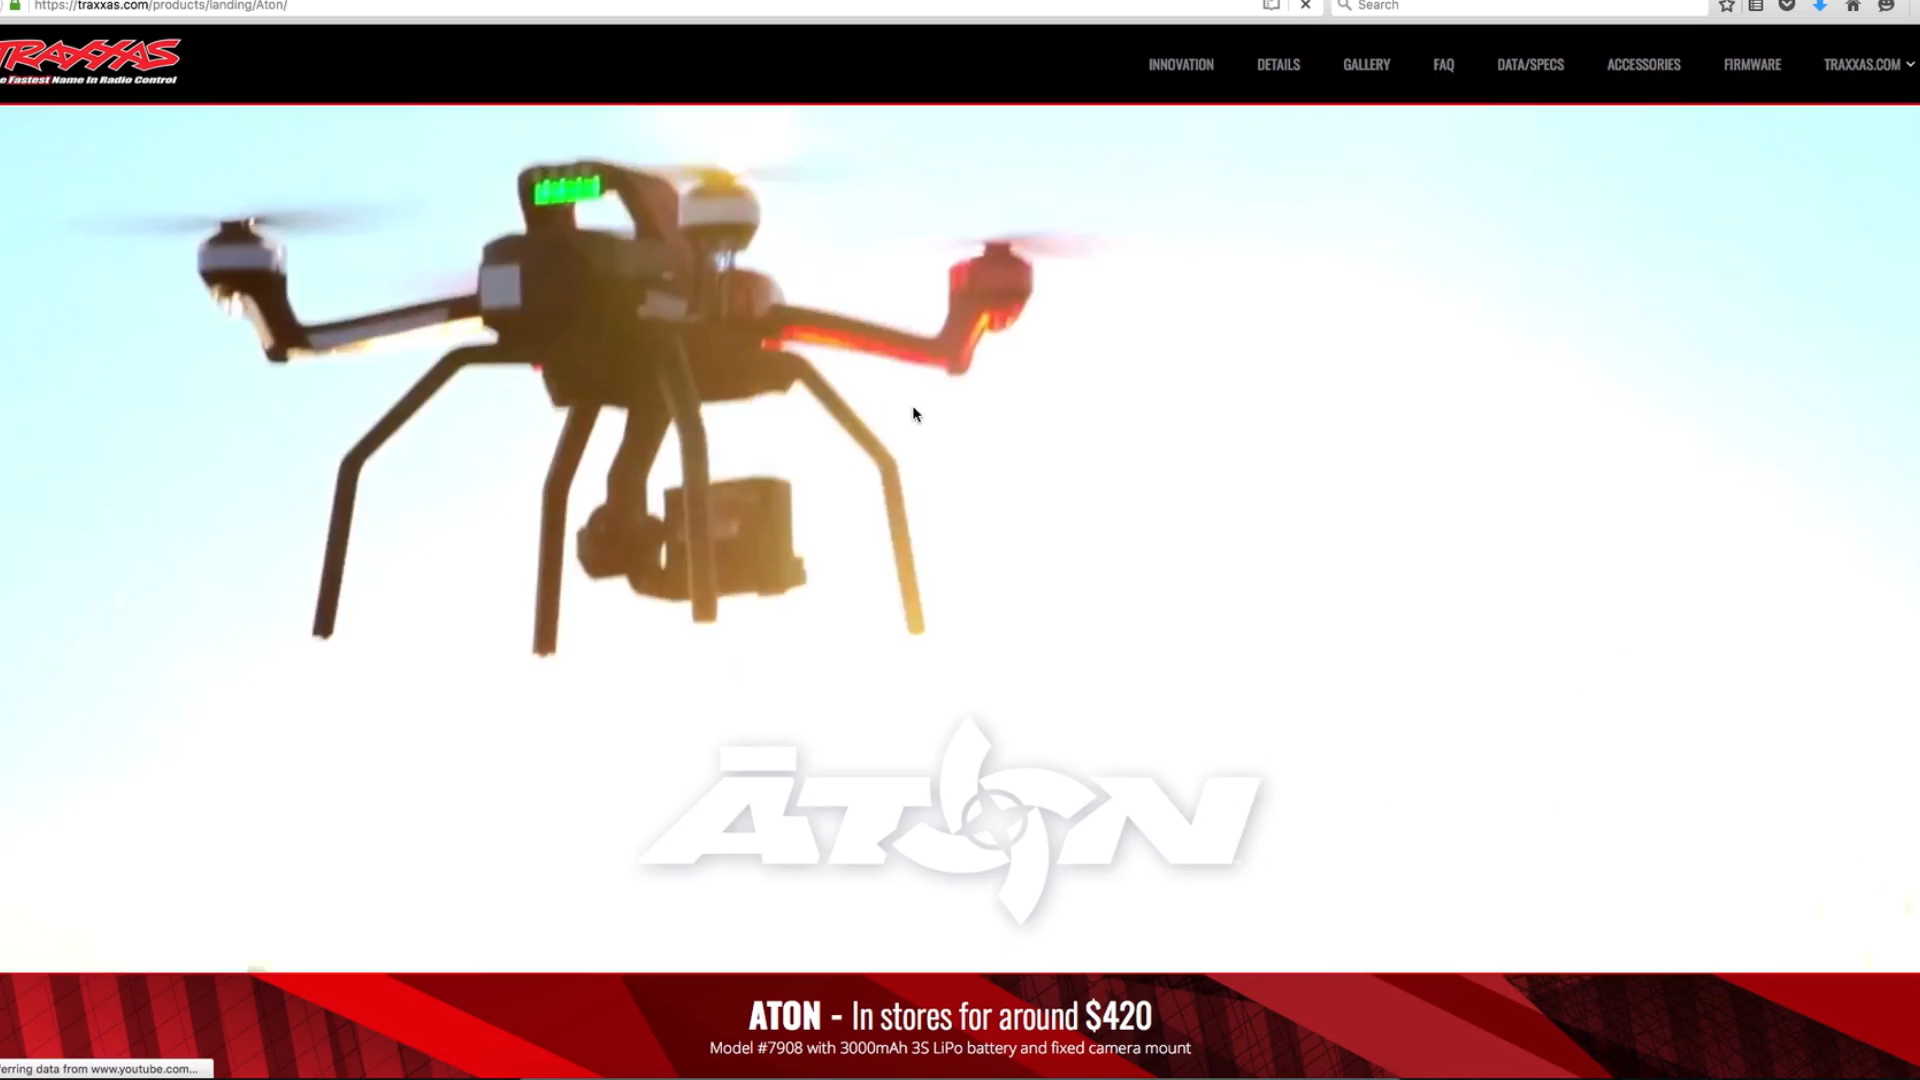 https://traxxas.com/products/landing/Aton/
Search
TRAXXAS
e Fastest Name In Radio Control
INNOVATION
DETAILS
GALLERY
FAQ
DATA/SPECS
ACCESSORIES
FIRMWARE
TRAXXAS.COM
ĀTON
ATON - In stores for around $420
Model #7908 with 3000mAh 3S LiPo battery and fixed camera mount
erring data from www.youtube.com...